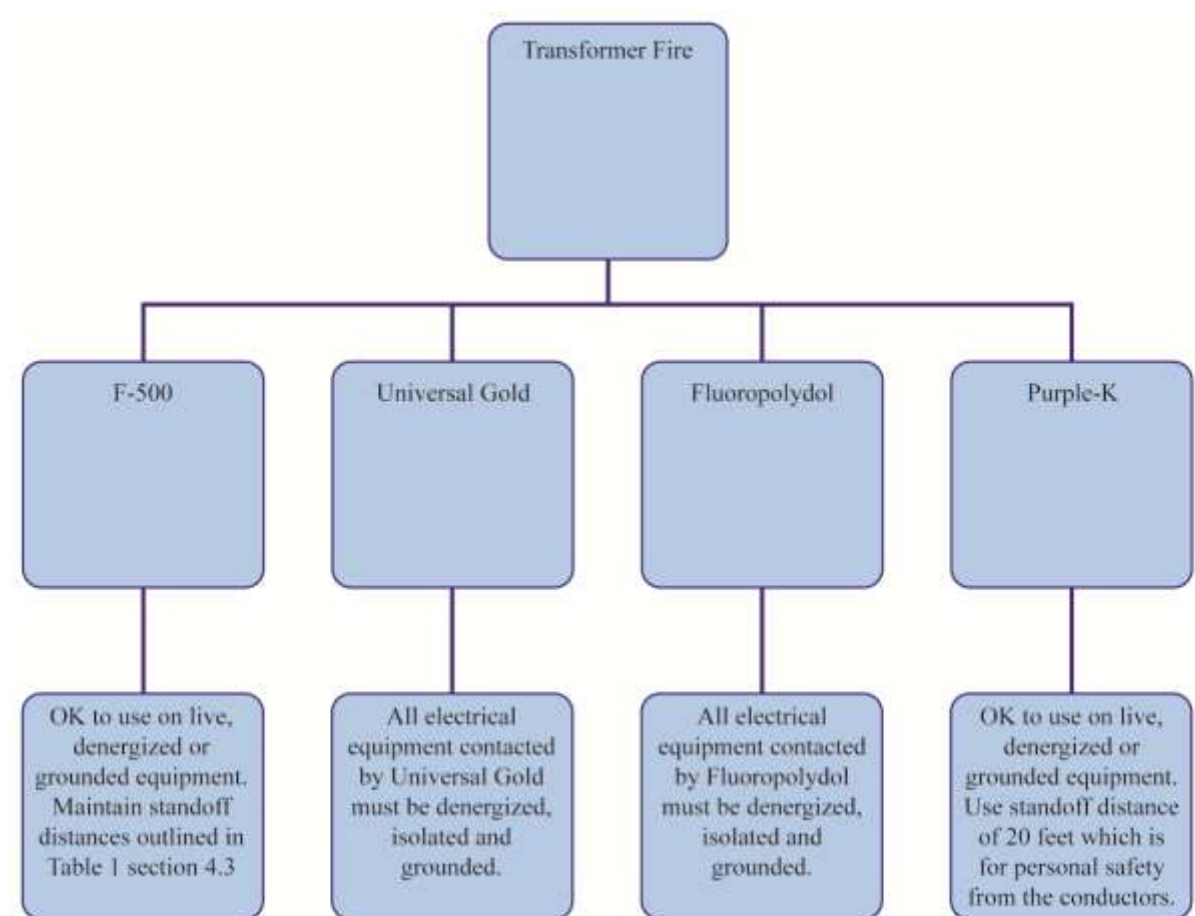 Transformer Fire
F-500
Universal Gold
Fluoropolydol
Purple-K
OK to use on live,
denergized or
grounded equipment.
Maintain standoff
distances outlined in
Table 1 section 4.3
All electrical
equipment contacted
by Universal Gold
must be denergized,
isolated and
grounded.
All electrical
equipment contacted
by Fluoropolydol
must be denergized,
isolated and
grounded.
OK to use on live,
denergized or
grounded equipment.
Use standoff distance
of 20 feet which is
for personal safety
from the conductors.